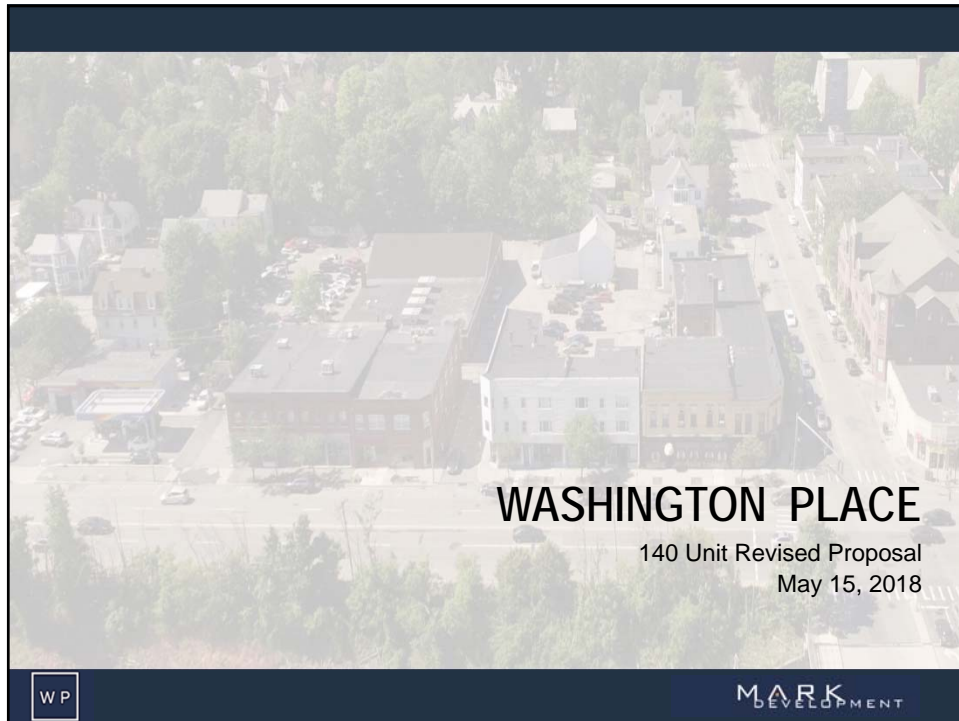 WASHINGTON PLACE
140 Unit Revised Proposal
May 15, 2018
WP
MARK
DEVELOPMENT